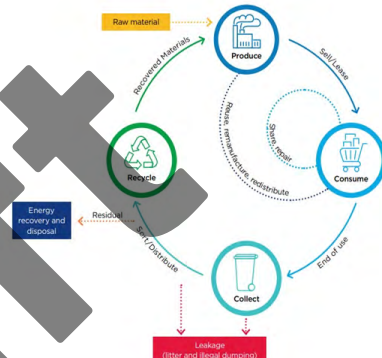 Raw material
Produce
Recovered Materials
Sell/Lease
Reuse, remanufacture, redistribute
Share, repair
Recycle
Consume
Energy
recovery and
disposal
Residual
Sort/Distribute
End of use
Collect
Leakage
(litter and illegal dumping)